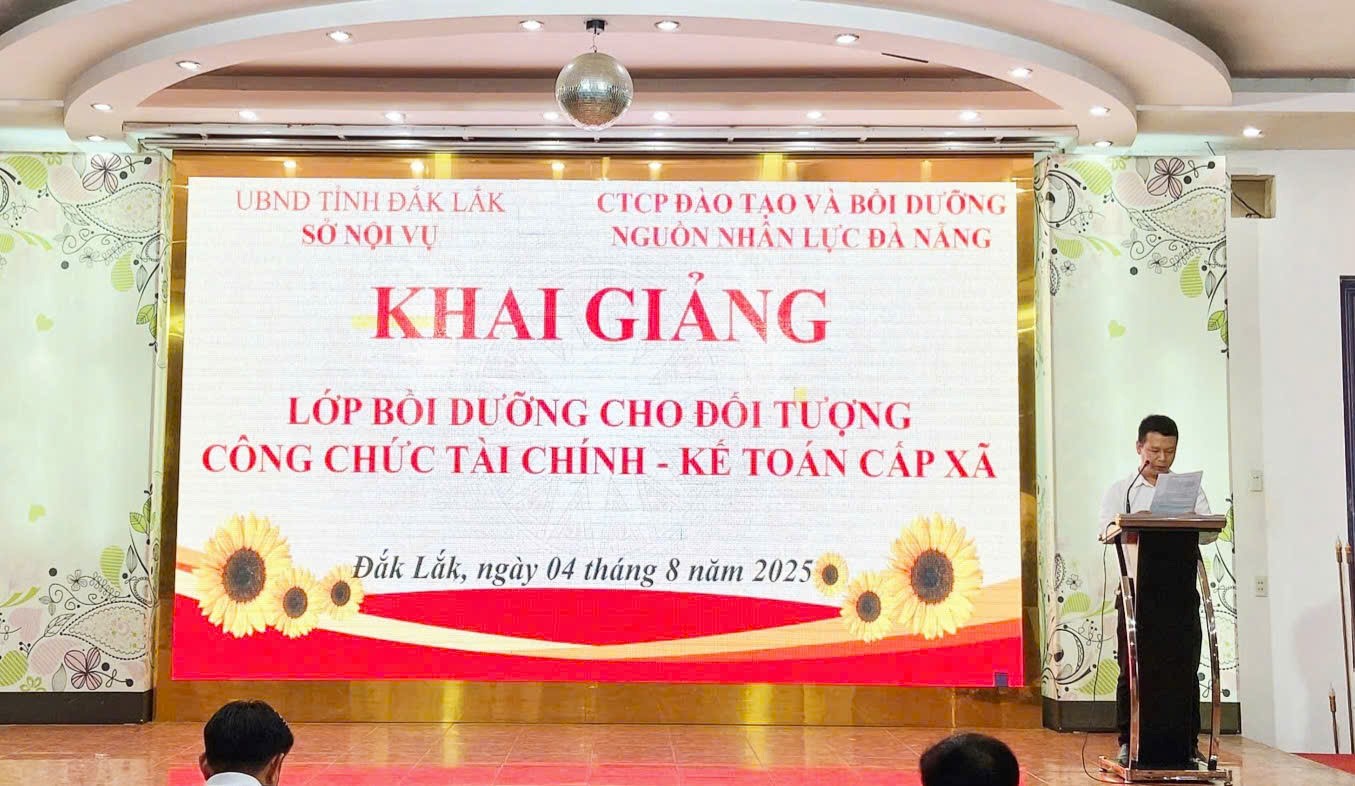 UBND TỈNH ĐẮK LẮK
SỞ NỘI VỤ
CTCP ĐÀO TẠO VÀ BỒI DƯỠNG
NGUỒN NHÂN LỰC ĐÀ NẴNG
KHAI GIẢNG
LỚP BỒI DƯỠNG CHO ĐỐI TƯỢNG
CÔNG CHỨC TÀI CHÍNH - KẾ TOÁN CẤP XÃ
Đắk Lắk, ngày 04 tháng 8 năm 2025